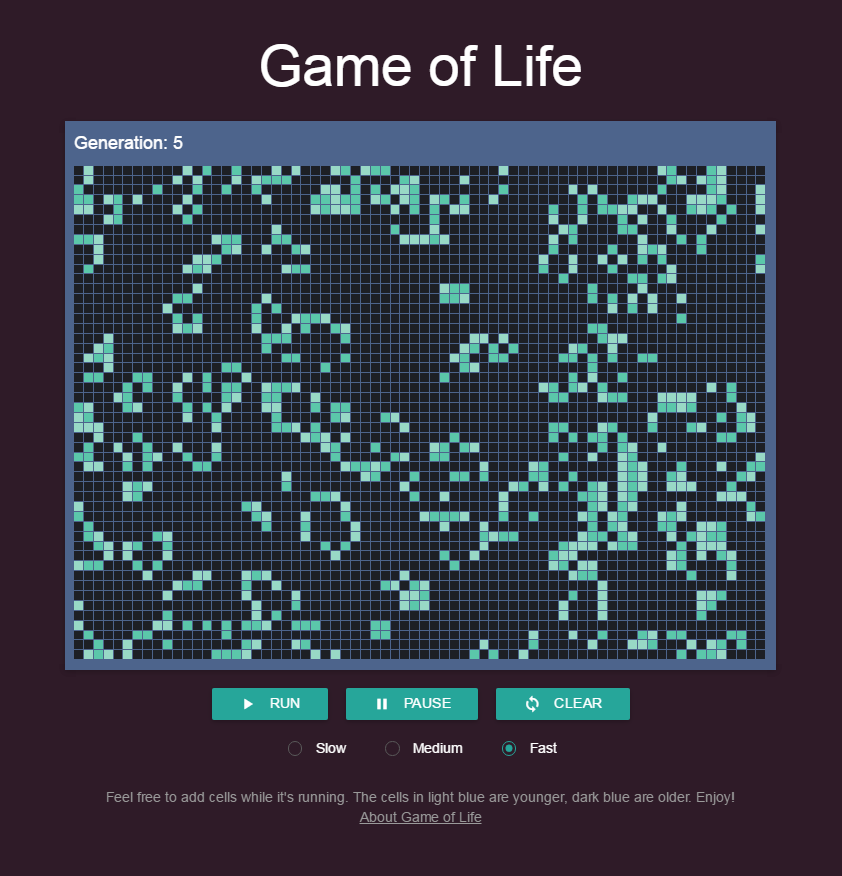 Game of Life
Generation: 5
RUN PAUSE CLEAR
Slow Medium Fast
Feel free to add cells while it's running. The cells in light blue are younger, dark blue are older. Enjoy!
About Game of Life